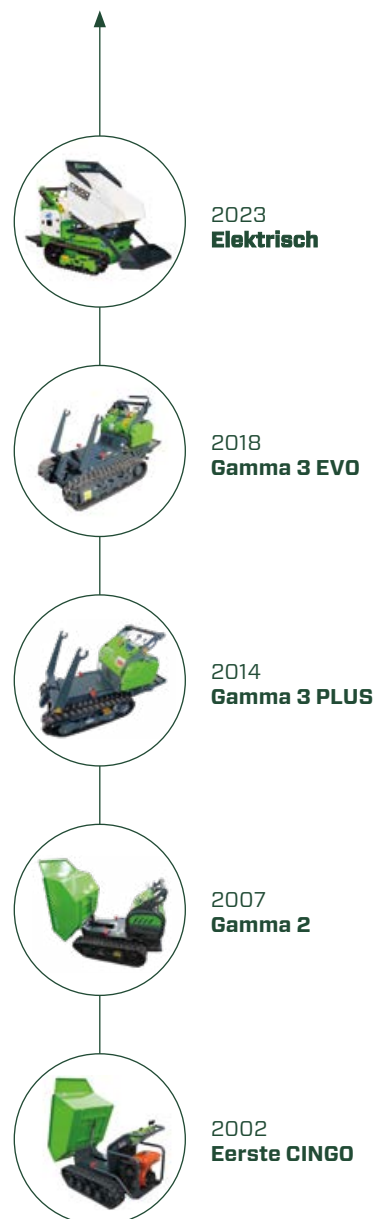 2023
Elektrisch
2018
Gamma 3 EVO
2014
Gamma 3 PLUS
2007
Gamma 2
2002
Eerste CINGO